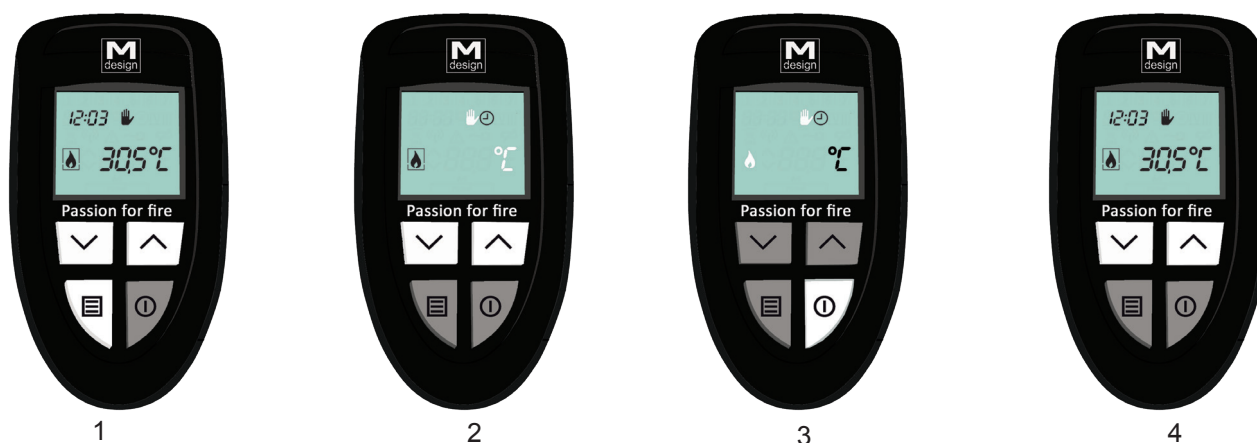 M
design
12:03
30,5°C
Passion for fire
1
M
design
°C
Passion for fire
2
M
design
°C
Passion for fire
3
M
design
12:03
30,5°C
Passion for fire
4